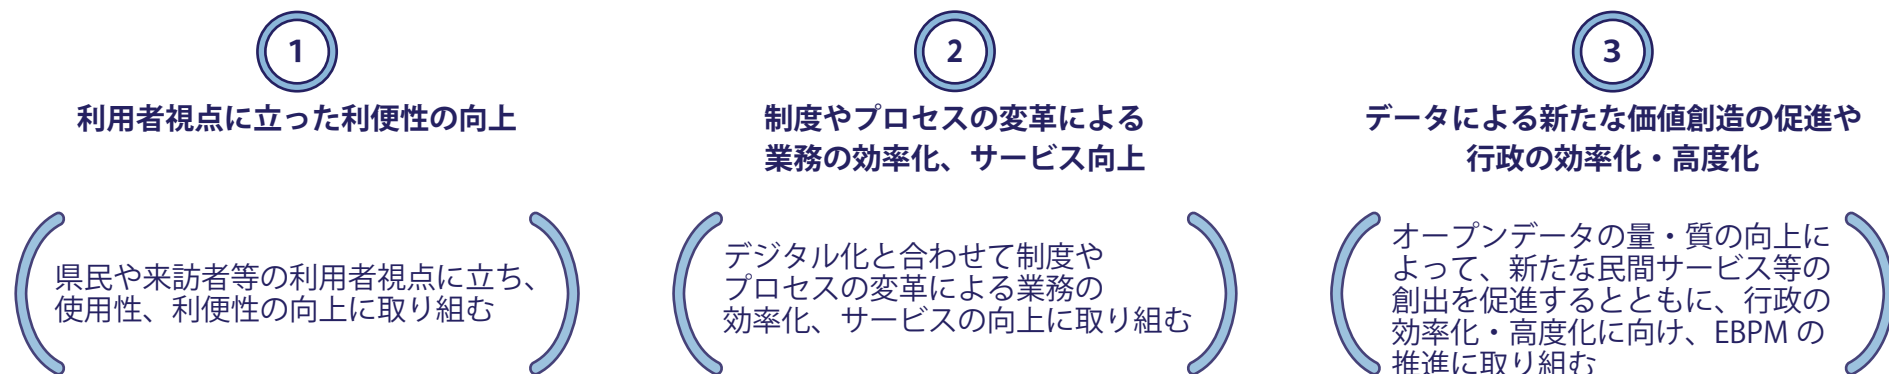 1
利用者視点に立った利便性の向上
県民や来訪者等の利用者視点に立ち、
使用性、利便性の向上に取り組む
2
制度やプロセスの変革による
業務の効率化、サービス向上
デジタル化と合わせて制度や
プロセスの変革による業務の
効率化、サービスの向上に取り組む
3
データによる新たな価値創造の促進や
行政の効率化・高度化
オープンデータの量・質の向上に
よって、新たな民間サービス等の
創出を促進するとともに、行政の
効率化・高度化に向け、EBPM の
推進に取り組む